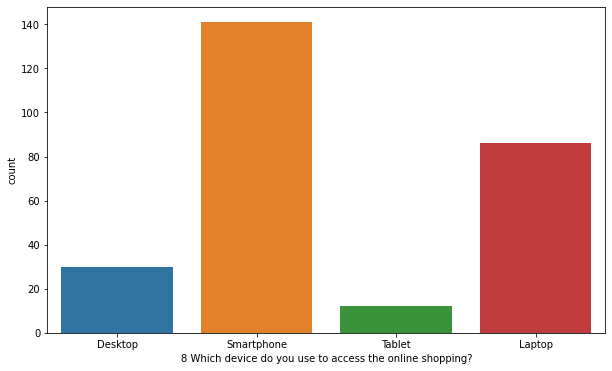 140
120
100
80
60
40
20
0
count
Desktop Smartphone Tablet Laptop
8 Which device do you use to access the online shopping?